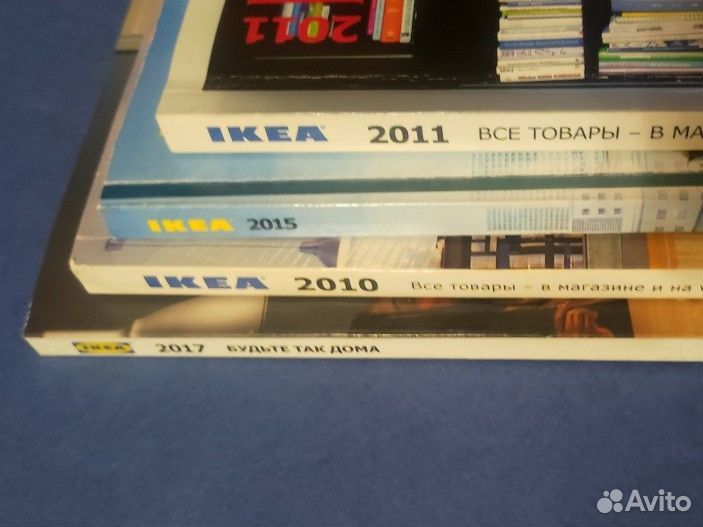 2011
IKEA 2011 ВСЕ ТОВАРЫ – В МА
IKEA 2015
IKEA 2010 Все товары – в магазине и на
IKEA 2017 БУДЬТЕ ТАК ДОМА
Avito